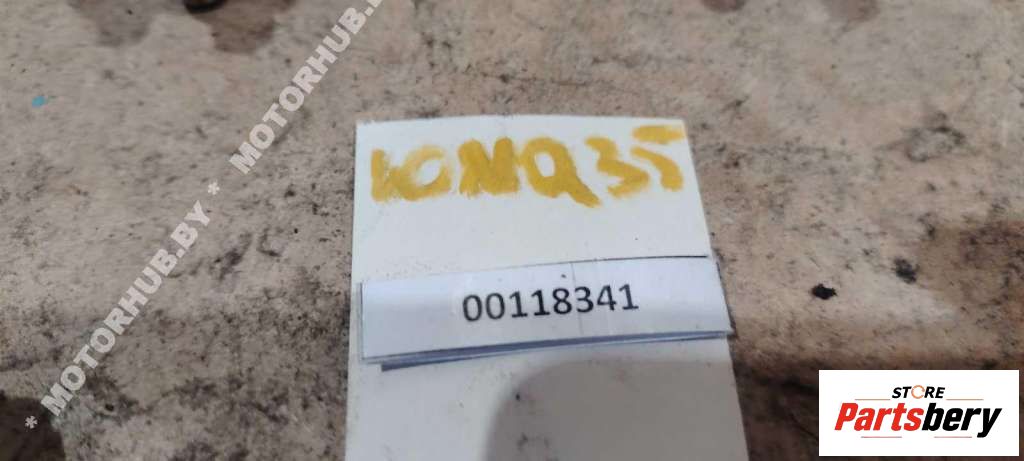 * MOTORHUB.BY * MOTORHUB.BY
10NQ35
00118341
STORE
Partsbery